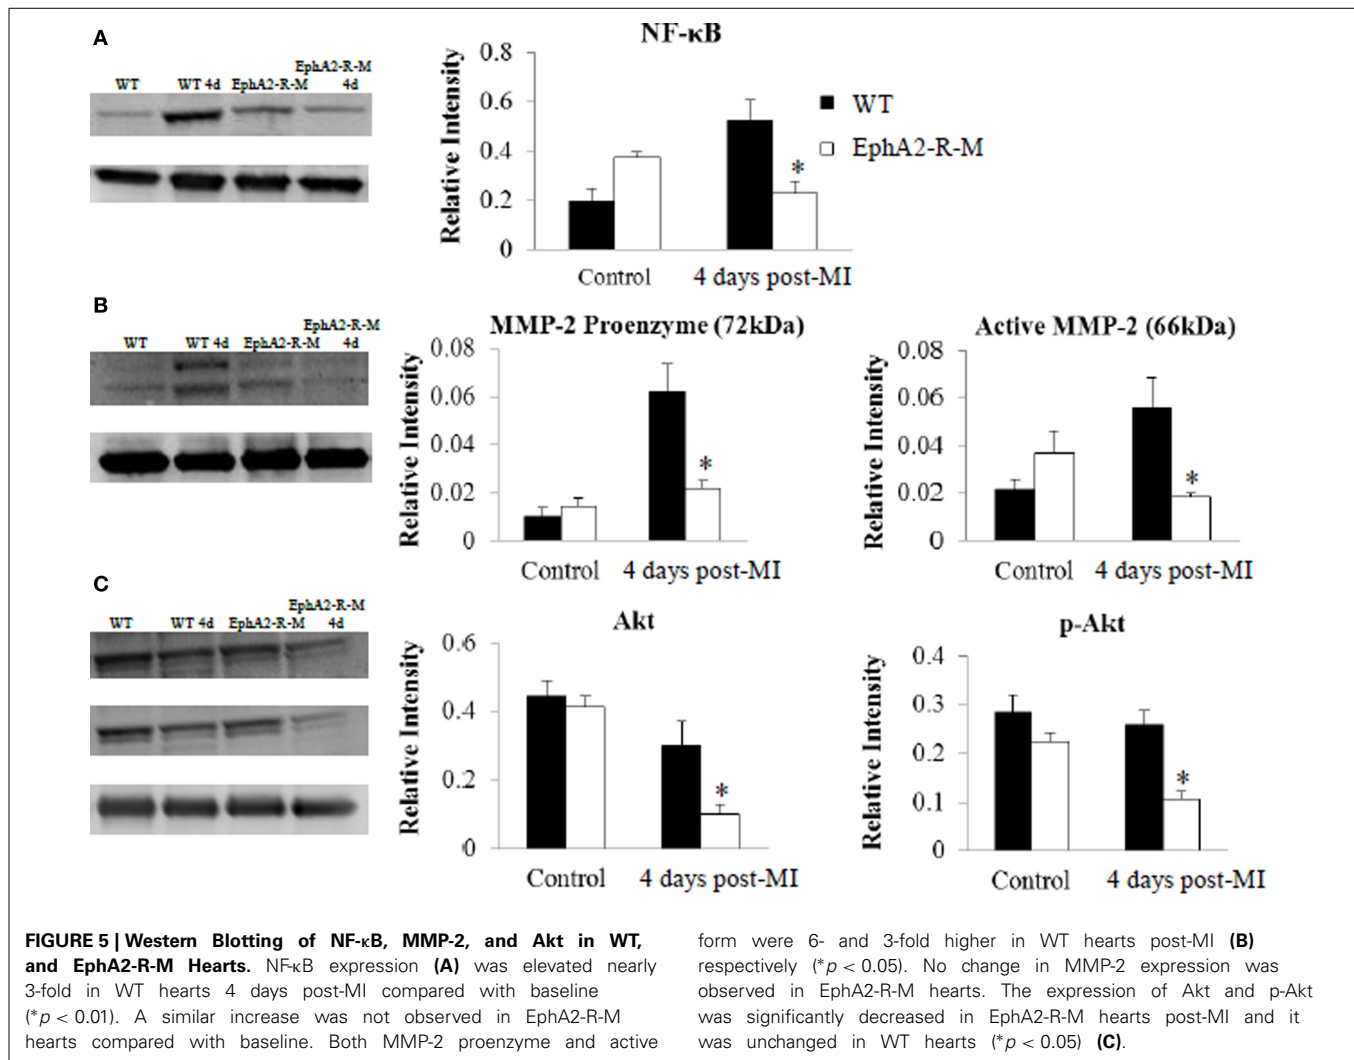 A
WT WT 4d EphA2-R-M EphA2-R-M 4d
NF-κB
Relative Intensity
0.8
0.6
0.4
0.2
0
Control 4 days post-MI
WT
EphA2-R-M
*
B
WT WT 4d EphA2-R-M EphA2-R-M 4d
MMP-2 Proenzyme (72kDa)
Relative Intensity
0.08
0.06
0.04
0.02
0
Control 4 days post-MI
*
Active MMP-2 (66kDa)
Relative Intensity
0.08
0.06
0.04
0.02
0
Control 4 days post-MI
*
C
WT WT 4d EphA2-R-M EphA2-R-M 4d
Akt
Relative Intensity
0.6
0.4
0.2
0
Control 4 days post-MI
*
p-Akt
Relative Intensity
0.4
0.3
0.2
0.1
0
Control 4 days post-MI
*
FIGURE 5 | Western Blotting of NF-κB, MMP-2, and Akt in WT,
and EphA2-R-M Hearts. NF-κB expression (A) was elevated nearly
3-fold in WT hearts 4 days post-MI compared with baseline
(*p < 0.01). A similar increase was not observed in EphA2-R-M
hearts compared with baseline. Both MMP-2 proenzyme and active
form were 6- and 3-fold higher in WT hearts post-MI (B)
respectively (*p < 0.05). No change in MMP-2 expression was
observed in EphA2-R-M hearts. The expression of Akt and p-Akt
was significantly decreased in EphA2-R-M hearts post-MI and it
was unchanged in WT hearts (*p < 0.05) (C).